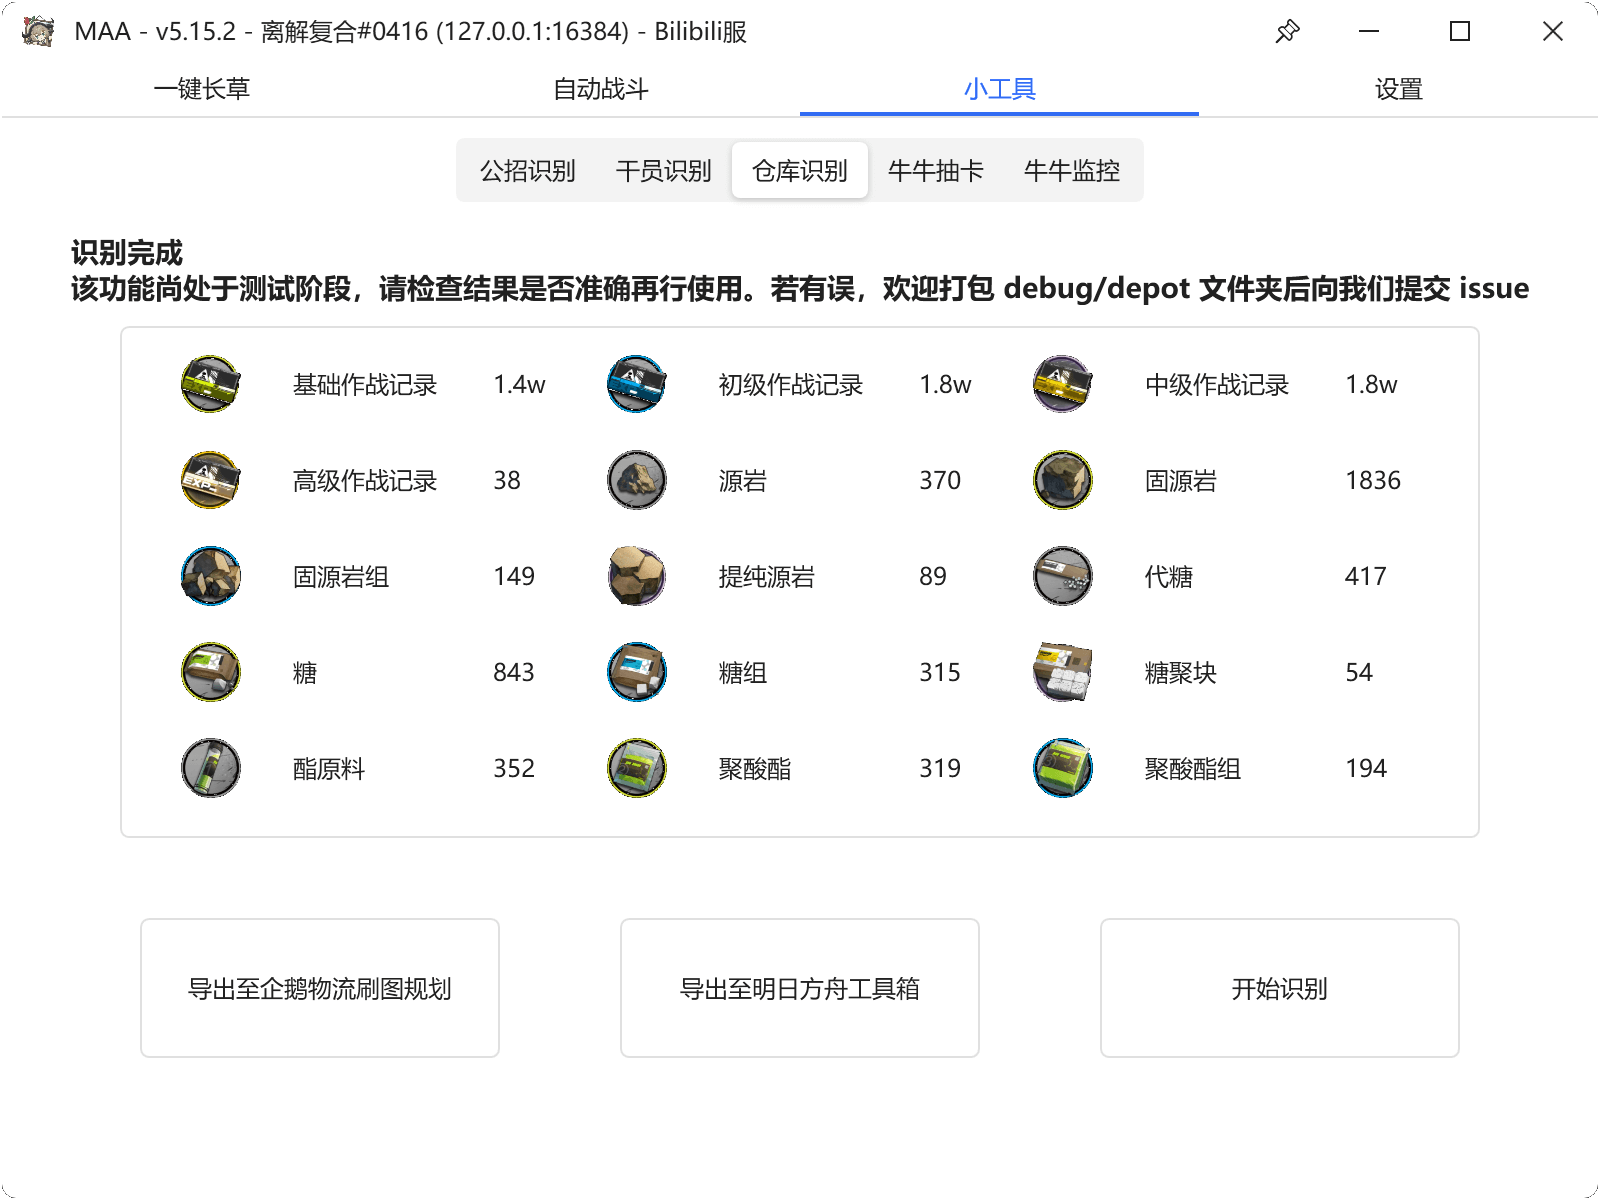 MAA - v5.15.2 - 离解复合#0416 (127.0.0.1:16384) - Bilibili服
一键长草 自动战斗 小工具 设置
公招识别 干员识别 仓库识别 牛牛抽卡 牛牛监控
识别完成
该功能尚处于测试阶段，请检查结果是否准确再行使用。若有误，欢迎打包 debug/depot 文件夹后向我们提交 issue
基础作战记录 1.4w 初级作战记录 1.8w 中级作战记录 1.8w
高级作战记录 38 源岩 370 固源岩 1836
固源岩组 149 提纯源岩 89 代糖 417
糖 843 糖组 315 糖聚块 54
酯原料 352 聚酸酯 319 聚酸酯组 194
导出至企鹅物流刷图规划 导出至明日方舟工具箱 开始识别